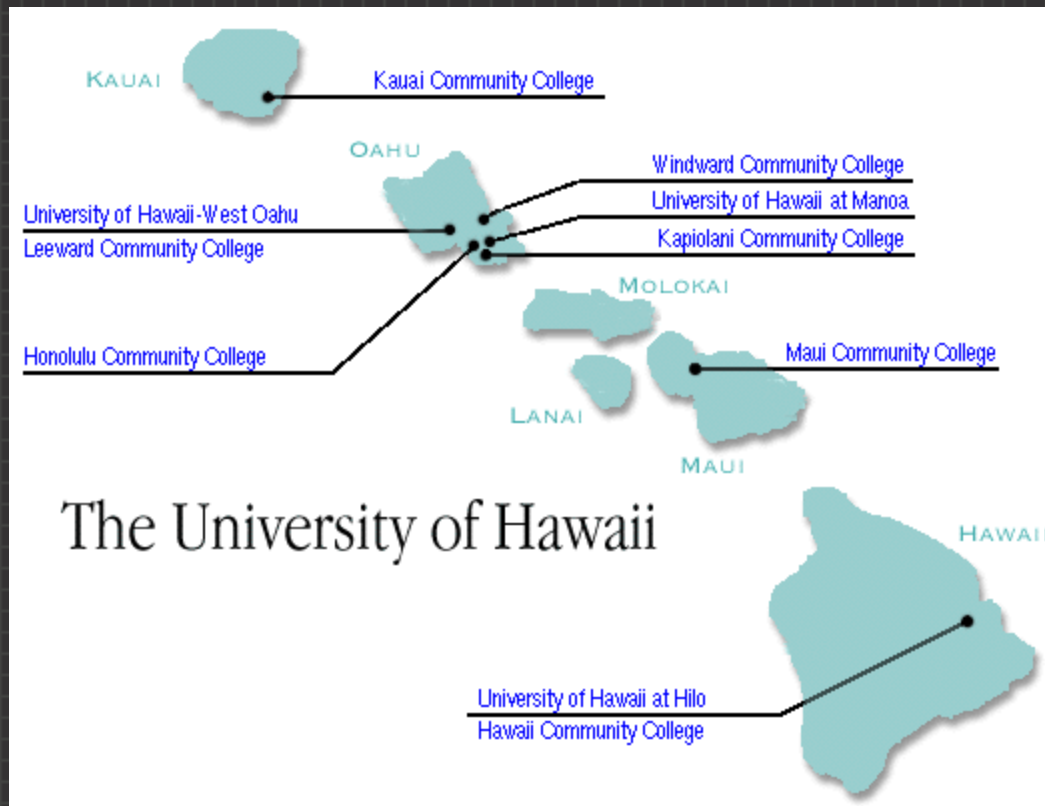 KAUAI
Kauai Community College
OAHU
Windward Community College
University of Hawaii at Manoa
University of Hawaii-West Oahu
Kapiolani Community College
Leeward Community College
MOLOKAI
Honolulu Community College
Maui Community College
LANAI
MAUI
The University of Hawaii
HAWAII
University of Hawaii at Hilo
Hawaii Community College